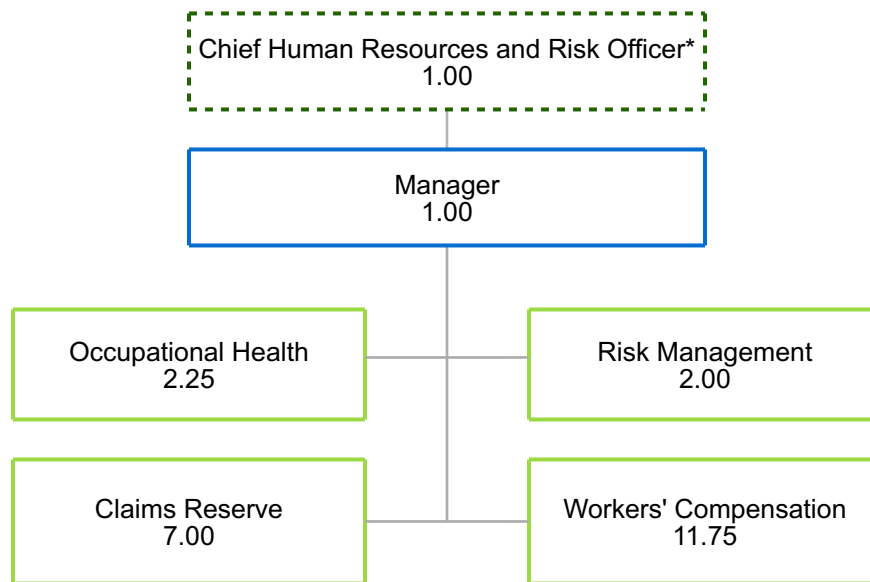 Chief Human Resources and Risk Officer*
1.00
Manager
1.00
Occupational Health
2.25
Risk Management
2.00
Claims Reserve
7.00
Workers' Compensation
11.75